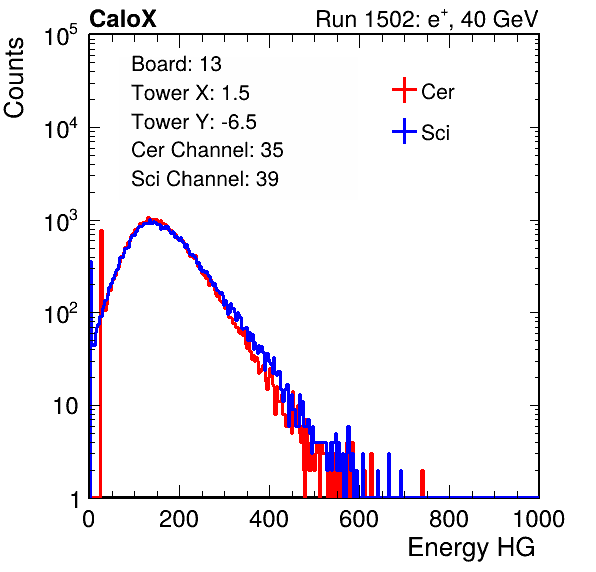 CaloX Run 1502: e⁺, 40 GeV
Counts
Board: 13
Tower X: 1.5
Tower Y: -6.5
Cer Channel: 35
Sci Channel: 39
Cer
Sci
10⁵
10⁴
10³
10²
10
1
0 200 400 600 800 1000
Energy HG